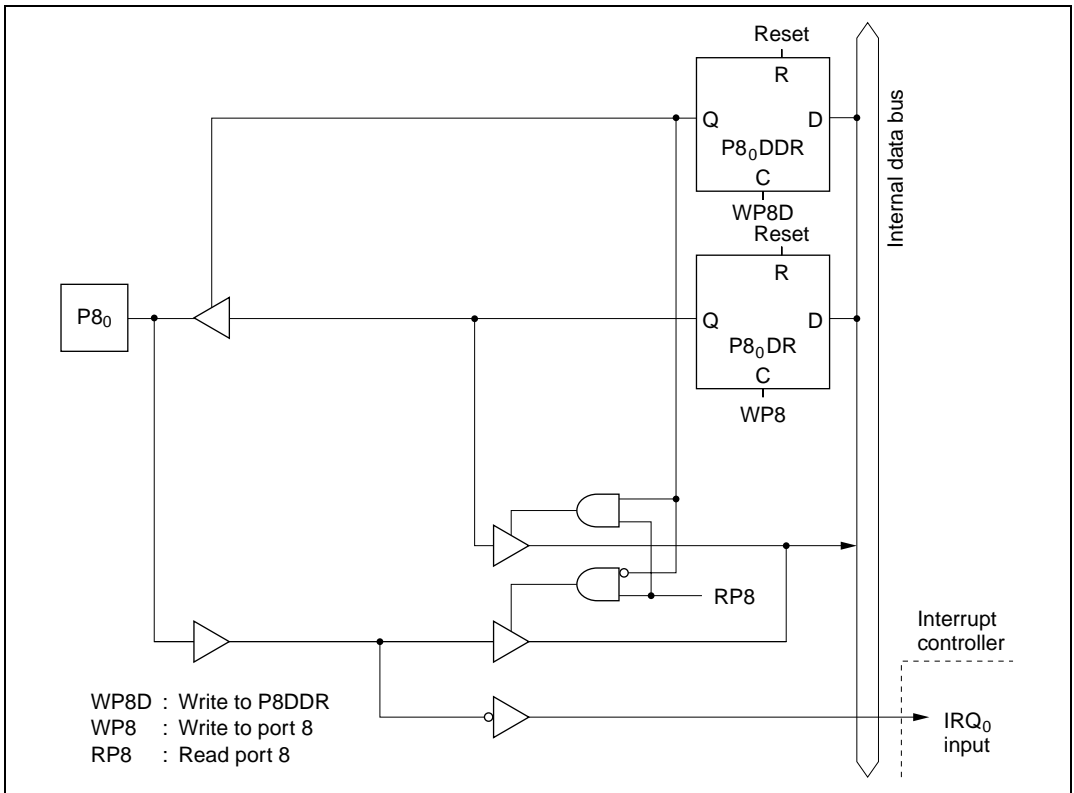 Reset
R
Q D
P8₀DDR
C
WP8D
Reset
R
Q D
P8₀DR
C
WP8
P8₀
Internal data bus
RP8
Interrupt
controller
IRQ₀
input
WP8D : Write to P8DDR
WP8 : Write to port 8
RP8 : Read port 8